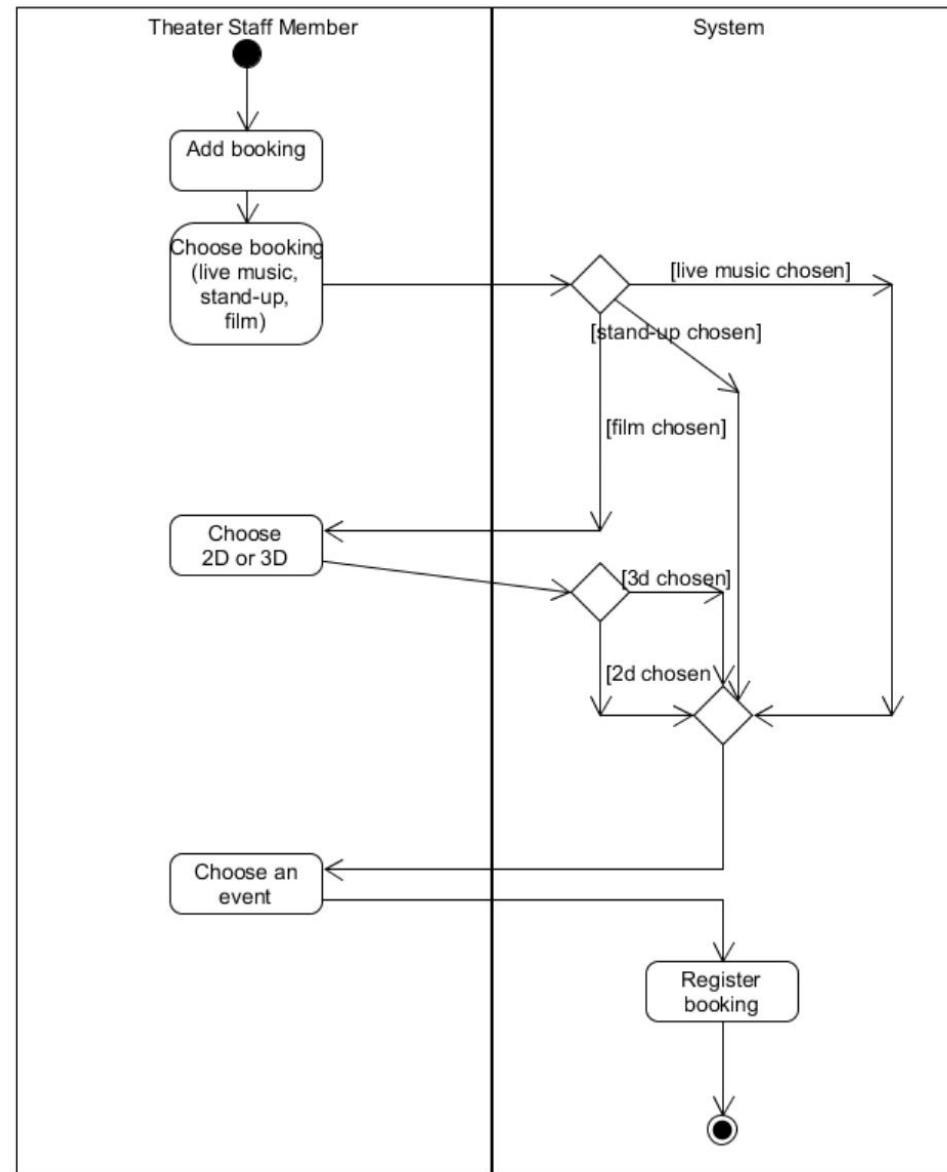 Theater Staff Member
System
Add booking
Choose booking
(live music,
stand-up,
film)
[live music chosen]
[stand-up chosen]
[film chosen]
Choose
2D or 3D
[3d chosen]
[2d chosen
Choose an
event
Register
booking